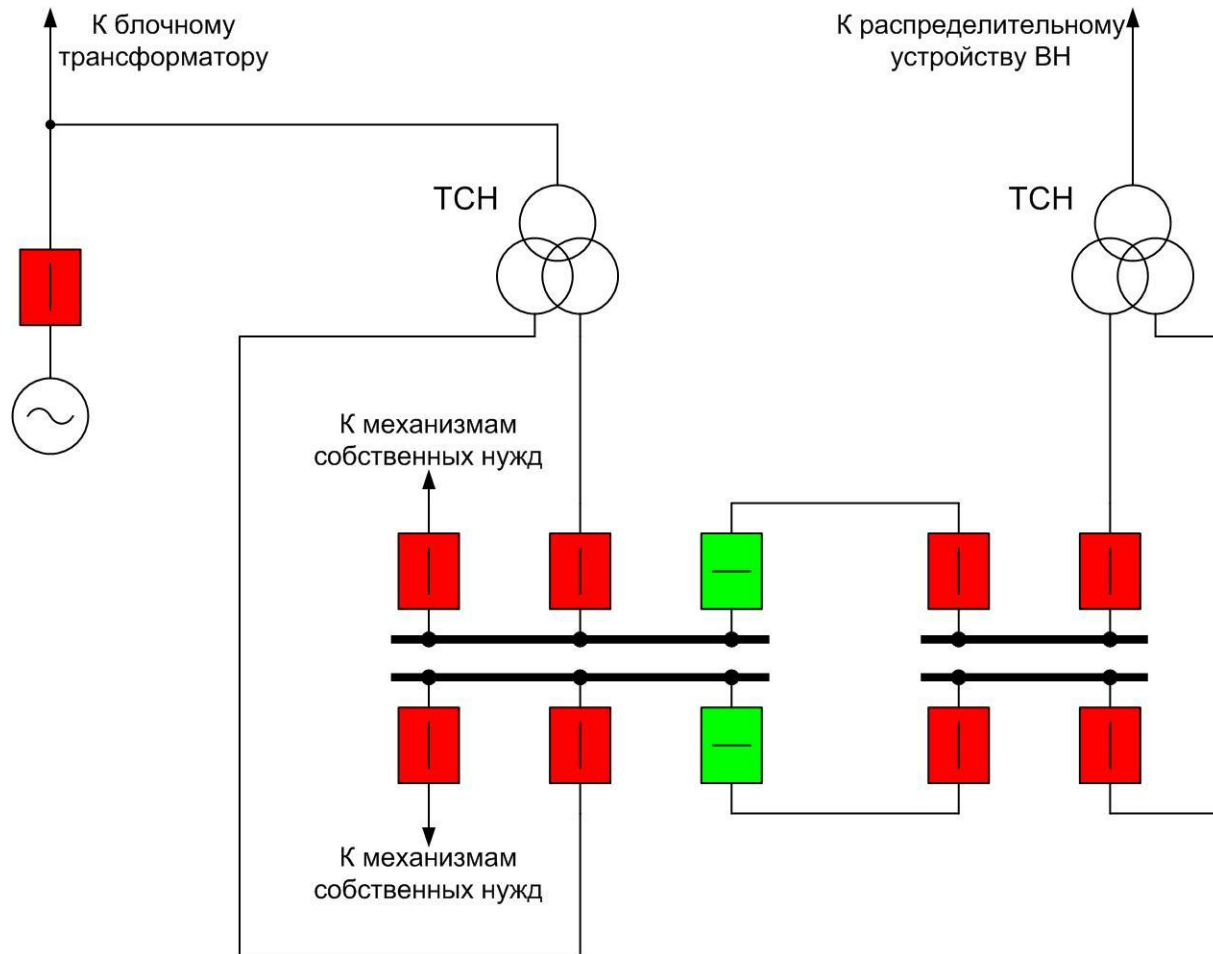 К блочному
трансформатору
К распределительному
устройству ВН
ТСН
ТСН
К механизмам
собственных нужд
К механизмам
собственных нужд